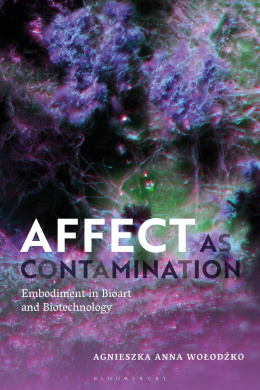 AFFECT AS
CONTAMINATION
Embodiment in Bioart
and Biotechnology
AGNIESZKA ANNA WOŁODŹKO
BLOOMSBURY